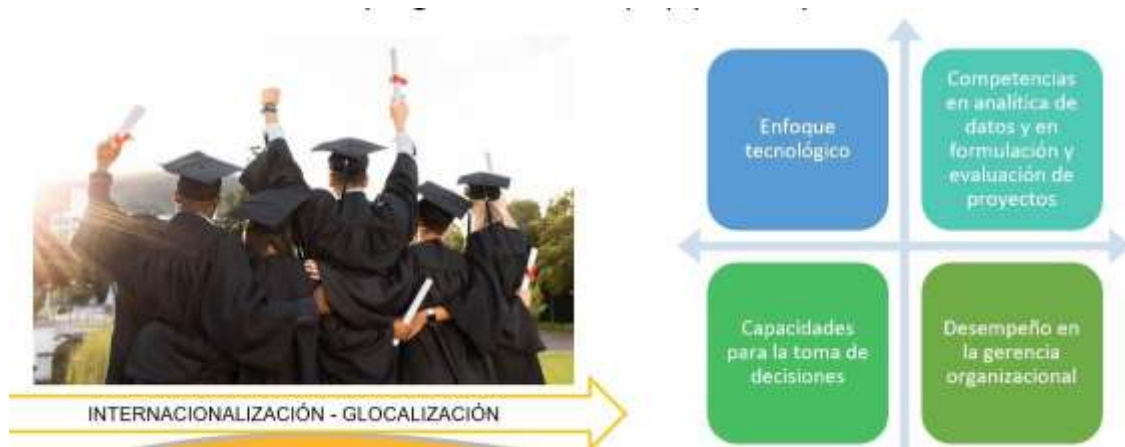 Enfoque
tecnológico
Competencias
en analítica de
datos y en
formulación y
evaluación de
proyectos
Capacidades
para la toma de
decisiones
Desempeño en
la gerencia
organizacional
INTERNACIONALIZACIÓN - GLOCALIZACIÓN